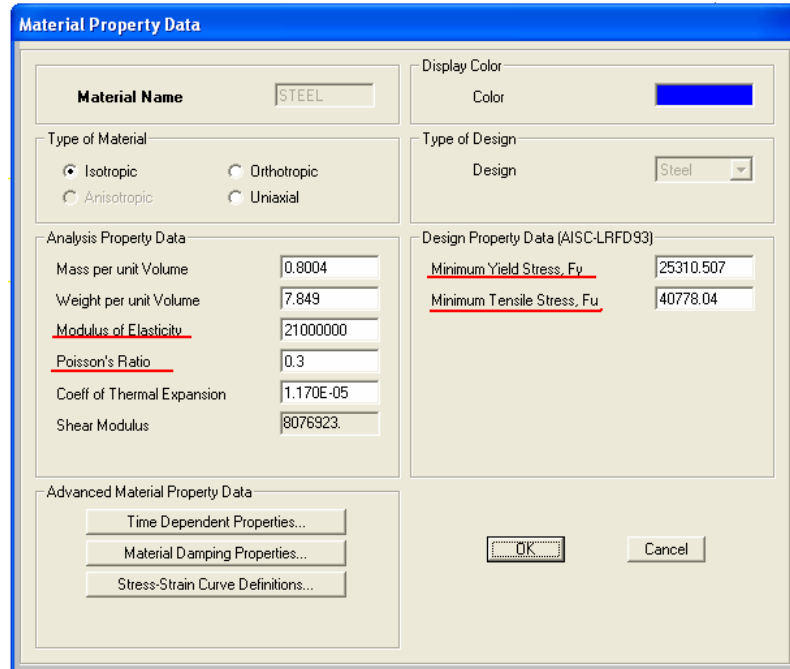 Material Property Data
Material Name
STEEL
Display Color
Color
Type of Material
Isotropic
Orthotropic
Anisotropic
Uniaxial
Type of Design
Design
Steel
Analysis Property Data
Mass per unit Volume
0.8004
Weight per unit Volume
7.849
Modulus of Elasticity
21000000
Poisson's Ratio
0.3
Coeff of Thermal Expansion
1.170E-05
Shear Modulus
8076923.
Design Property Data (AISC-LRFD93)
Minimum Yield Stress, Fy
25310.507
Minimum Tensile Stress, Fu
40778.04
Advanced Material Property Data
Time Dependent Properties...
Material Damping Properties...
Stress-Strain Curve Definitions...
OK
Cancel